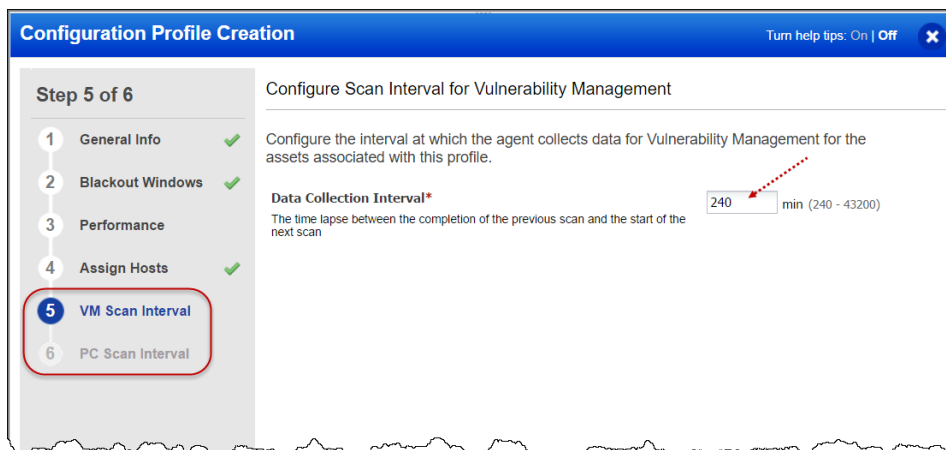 Configuration Profile Creation
Turn help tips: On | Off
Step 5 of 6
1 General Info
2 Blackout Windows
3 Performance
4 Assign Hosts
5 VM Scan Interval
6 PC Scan Interval
Configure Scan Interval for Vulnerability Management
Configure the interval at which the agent collects data for Vulnerability Management for the
assets associated with this profile.
Data Collection Interval*
The time lapse between the completion of the previous scan and the start of the
next scan
240 min (240 - 43200)